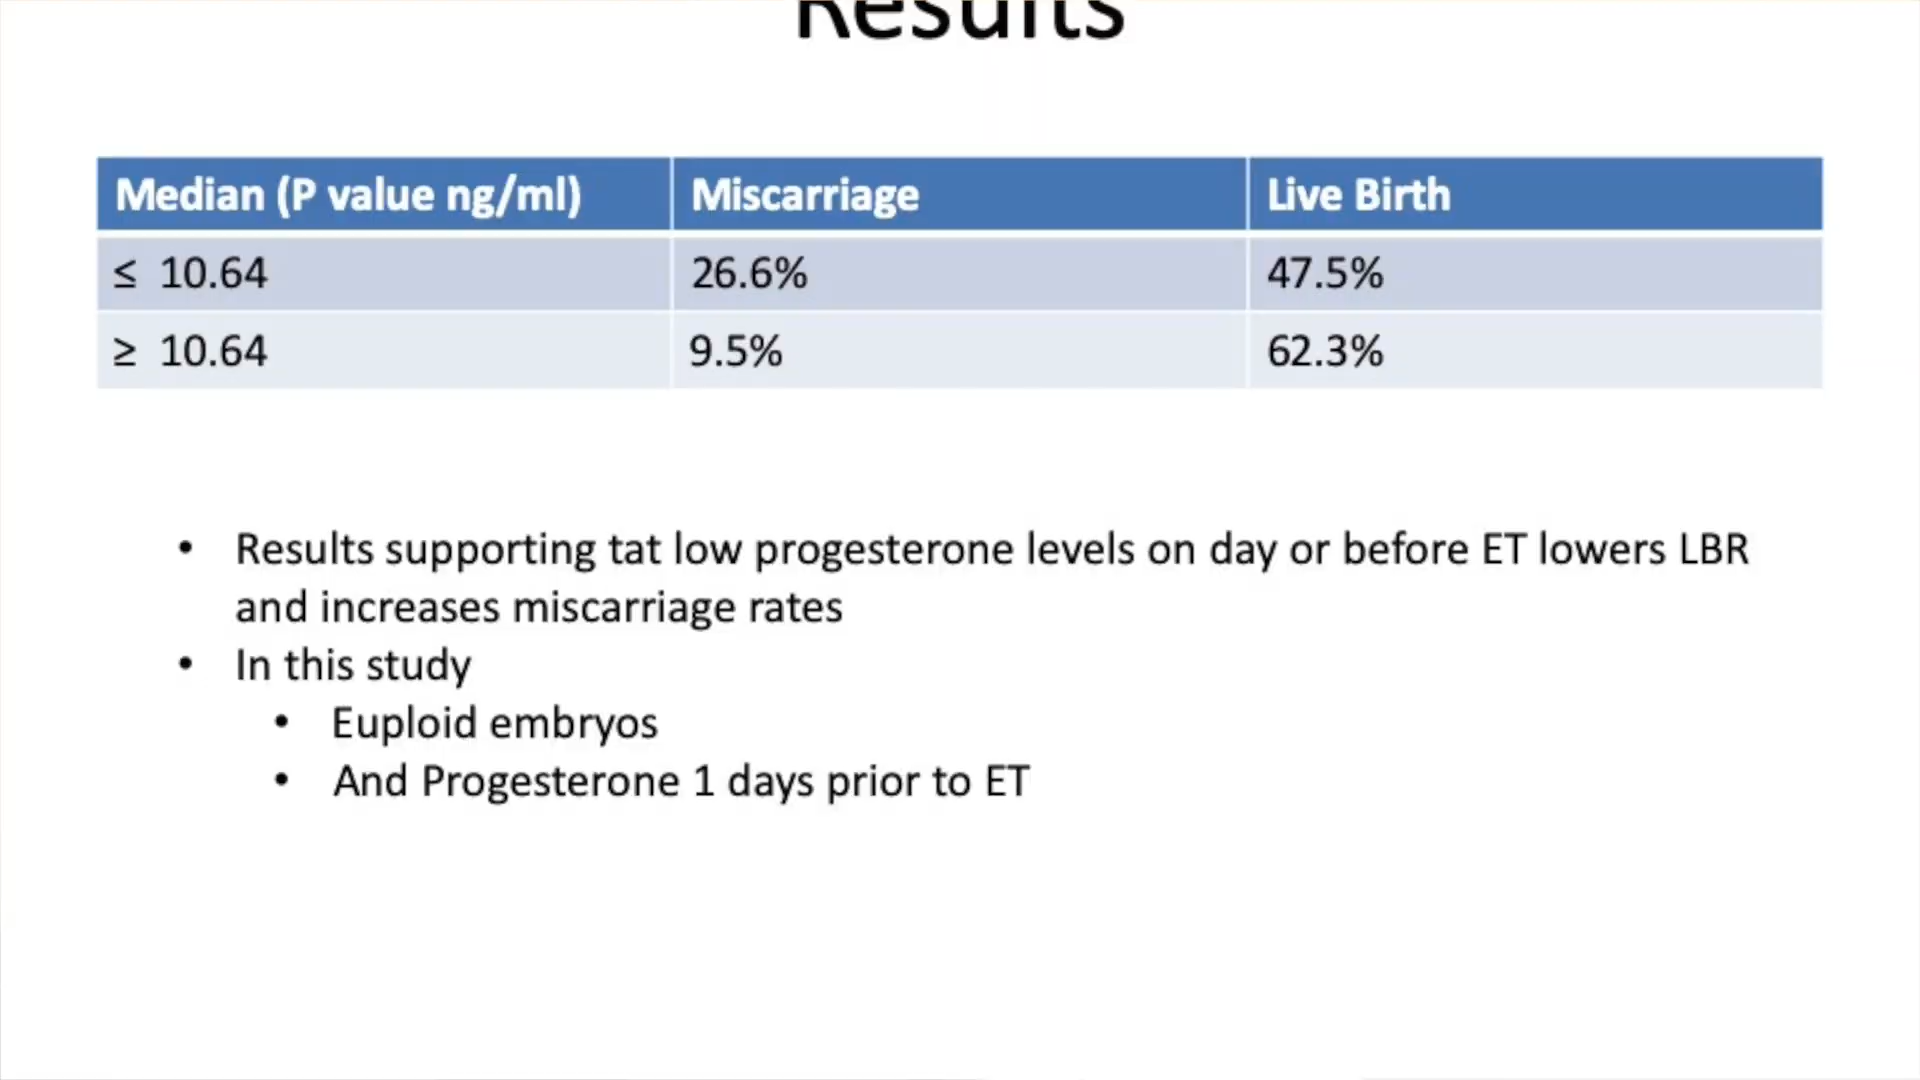 Results
Median (P value ng/ml) Miscarriage Live Birth
≤ 10.64 26.6% 47.5%
≥ 10.64 9.5% 62.3%
• Results supporting tat low progesterone levels on day or before ET lowers LBR
and increases miscarriage rates
• In this study
• Euploid embryos
• And Progesterone 1 days prior to ET